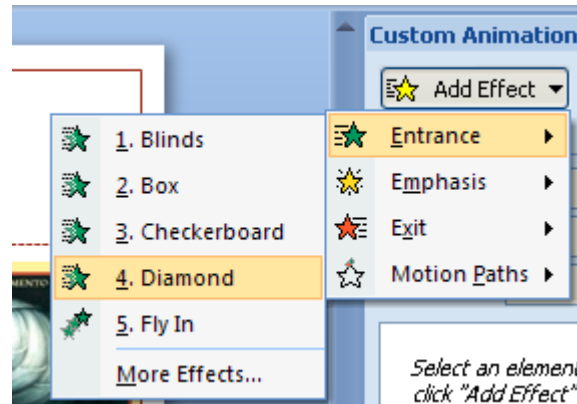 Custom Animation
Add Effect
Entrance
Emphasis
Exit
Motion Paths
1. Blinds
2. Box
3. Checkerboard
4. Diamond
5. Fly In
More Effects...
MENTO
Select an element
click "Add Effect"